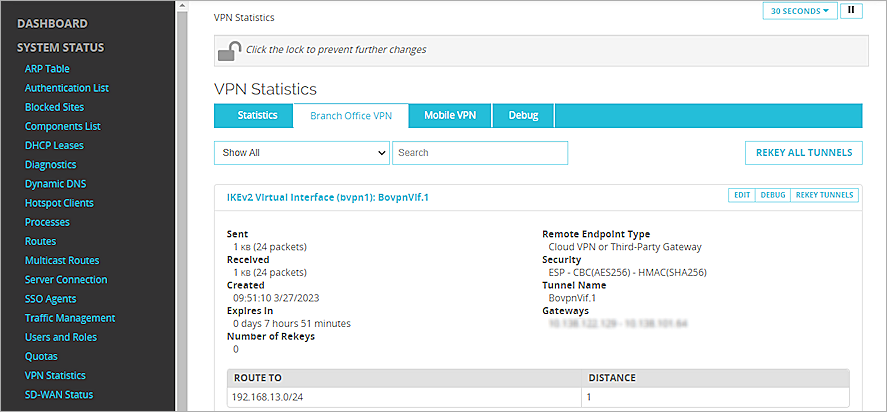 DASHBOARD
SYSTEM STATUS
ARP Table
Authentication List
Blocked Sites
Components List
DHCP Leases
Diagnostics
Dynamic DNS
Hotspot Clients
Processes
Routes
Multicast Routes
Server Connection
SSO Agents
Traffic Management
Users and Roles
Quotas
VPN Statistics
SD-WAN Status
VPN Statistics
30 SECONDS
Click the lock to prevent further changes
VPN Statistics
Statistics Branch Office VPN Mobile VPN Debug
Show All Search REKEY ALL TUNNELS
IKEv2 Virtual Interface (bvpn1): BovpnVif.1 EDIT DEBUG REKEY TUNNELS
Sent
1 KB (24 packets)
Received
1 KB (24 packets)
Created
09:51:10 3/27/2023
Expires In
0 days 7 hours 51 minutes
Number of Rekeys
0
Remote Endpoint Type
Cloud VPN or Third-Party Gateway
Security
ESP - CBC(AES256) - HMAC(SHA256)
Tunnel Name
BovpnVif.1
Gateways
ROUTE TO DISTANCE
192.168.13.0/24 1